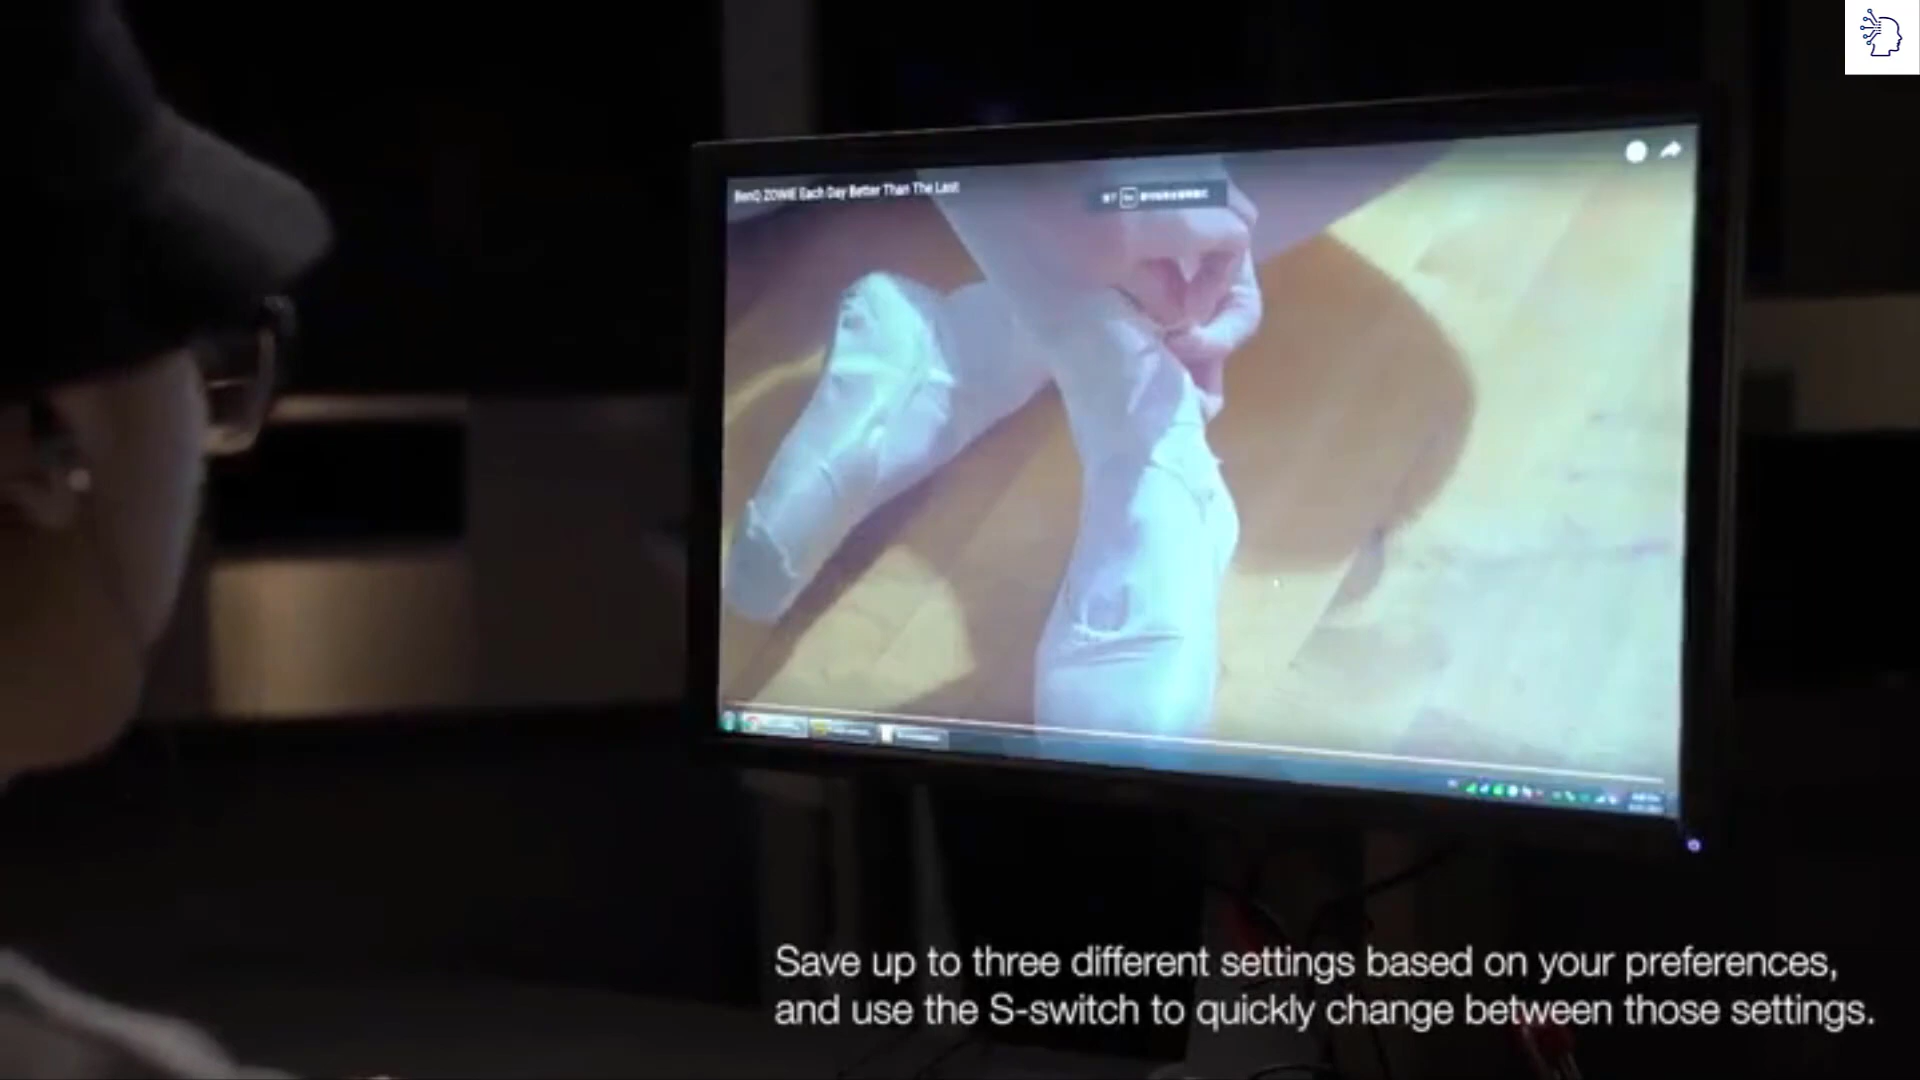 BenQ ZOWIE Each Day Better Than The Last
Save up to three different settings based on your preferences,
and use the S-switch to quickly change between those settings.